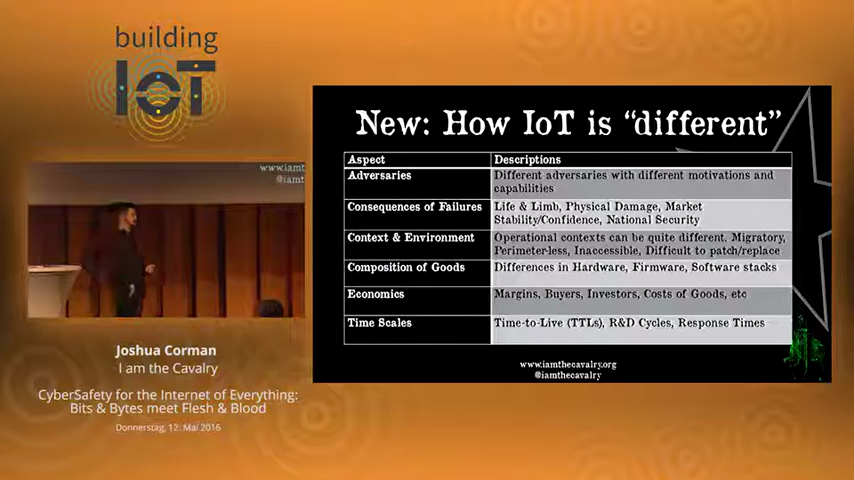 building
IoT
www.iamt
@iamt
Joshua Corman
I am the Cavalry
CyberSafety for the Internet of Everything:
Bits & Bytes meet Flesh & Blood
Donnerstag, 12. Mai 2016
New: How IoT is “different”
Aspect Descriptions
Adversaries Different adversaries with different motivations and
capabilities
Consequences of Failures Life & Limb, Physical Damage, Market
Stability/Confidence, National Security
Context & Environment Operational contexts can be quite different. Migratory,
Perimeter-less, Inaccessible, Difficult to patch/replace
Composition of Goods Differences in Hardware, Firmware, Software stacks
Economics Margins, Buyers, Investors, Costs of Goods, etc
Time Scales Time-to-Live (TTLs), R&D Cycles, Response Times
www.iamthecavalry.org
@iamthecavalry